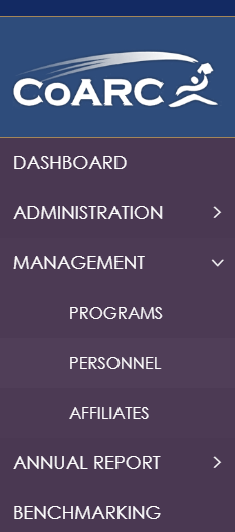 CoARC
DASHBOARD
ADMINISTRATION
MANAGEMENT
PROGRAMS
PERSONNEL
AFFILIATES
ANNUAL REPORT
BENCHMARKING